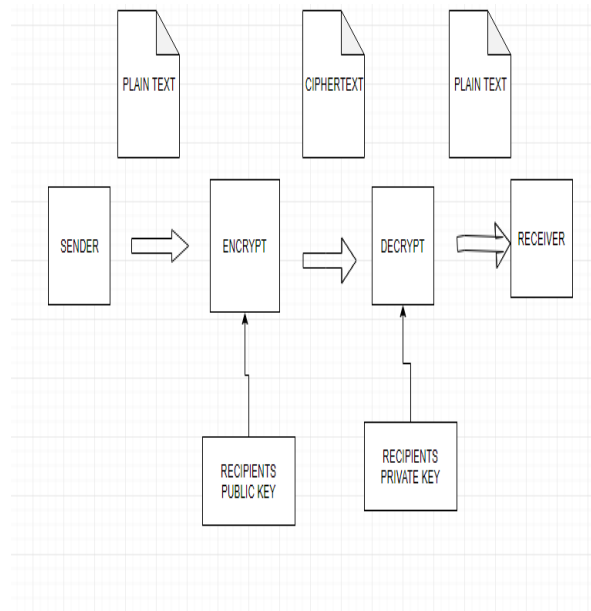 PLAIN TEXT
CIPHERTEXT
PLAIN TEXT
SENDER
ENCRYPT
DECRYPT
RECEIVER
RECIPIENTS
PUBLIC KEY
RECIPIENTS
PRIVATE KEY